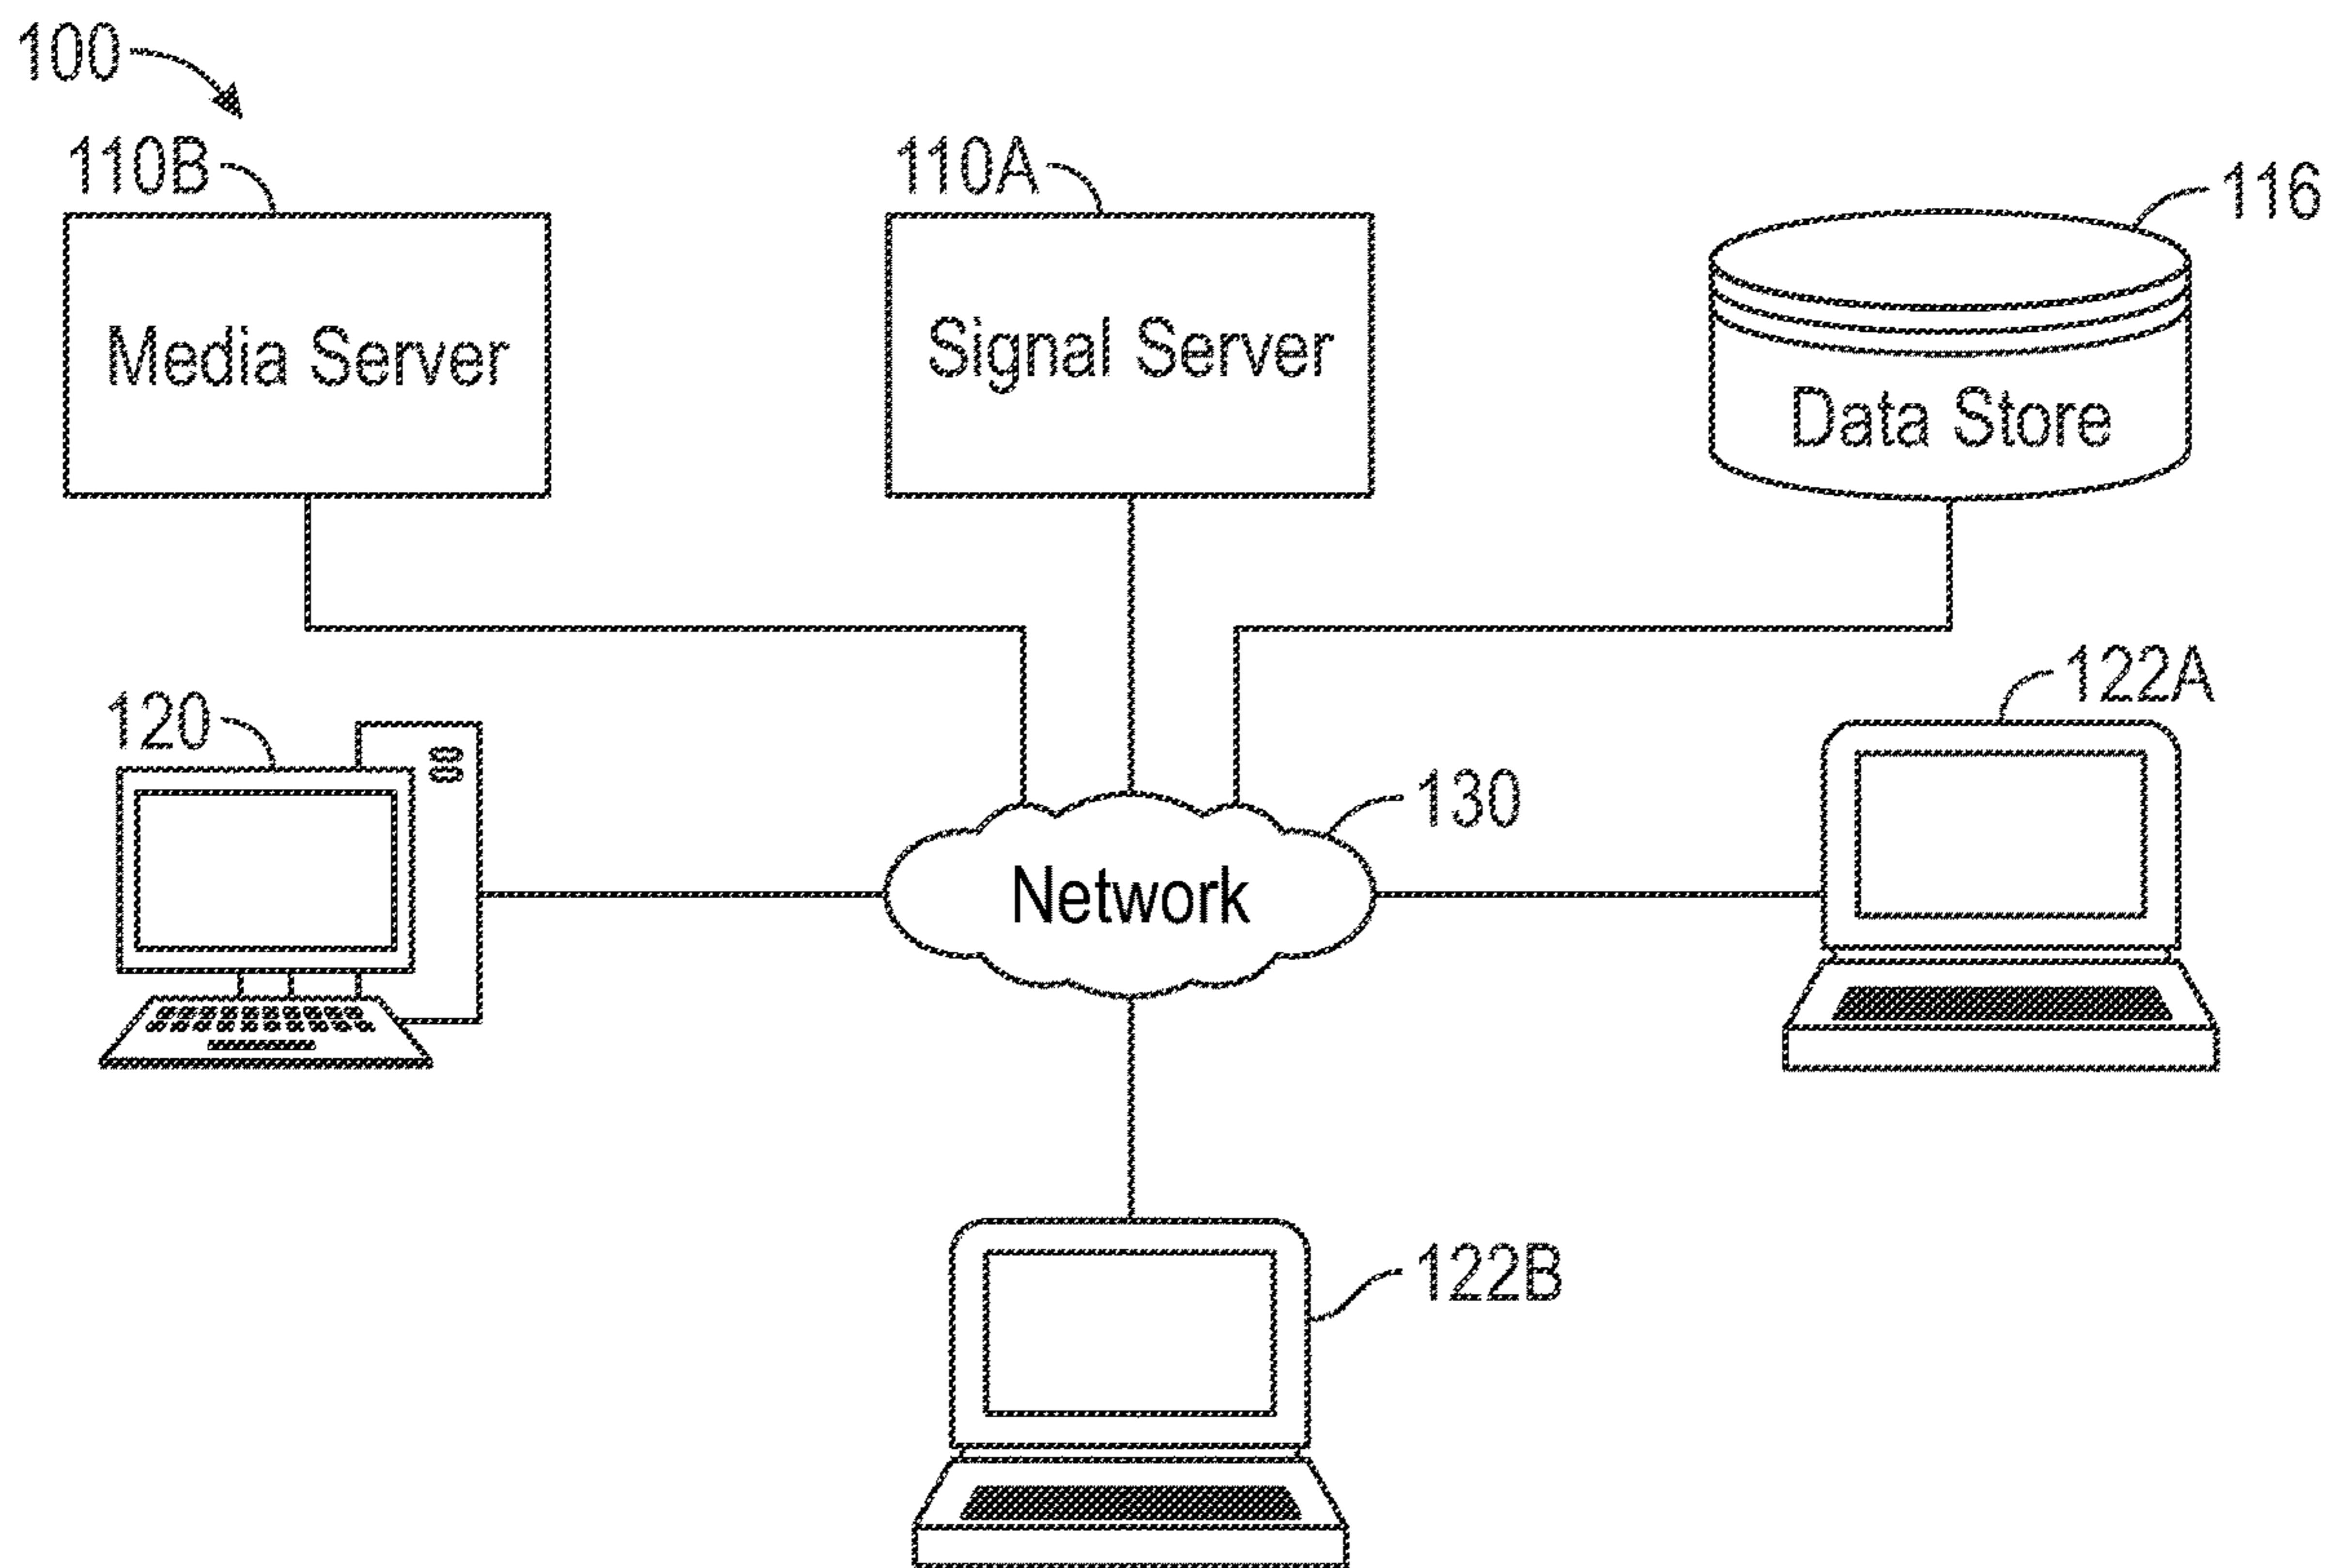 100
110B
110A
116
Media Server
Signal Server
Data Store
120
122A
130
Network
122B